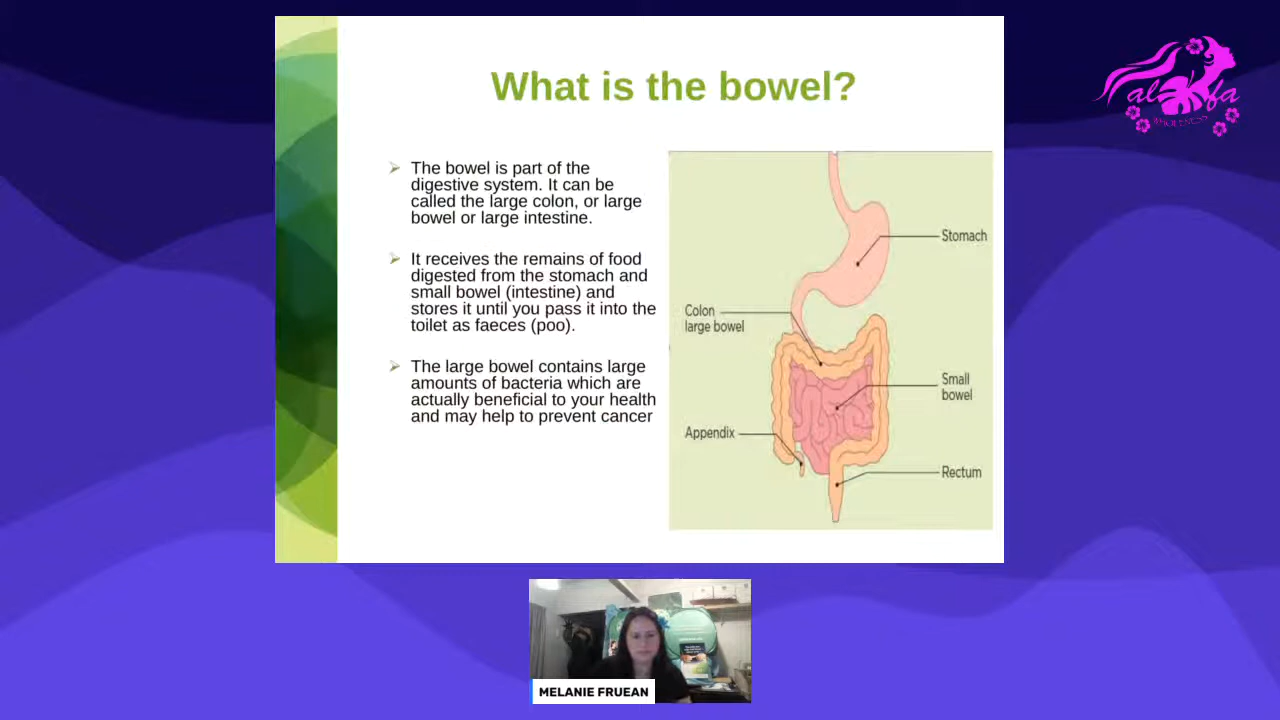 What is the bowel?
The bowel is part of the
digestive system. It can be
called the large colon, or large
bowel or large intestine.
It receives the remains of food
digested from the stomach and
small bowel (intestine) and
stores it until you pass it into the
toilet as faeces (poo).
The large bowel contains large
amounts of bacteria which are
actually beneficial to your health
and may help to prevent cancer
Stomach
Colon
large bowel
Small
bowel
Appendix
Rectum
alofa
WHOLENESS
MELANIE FRUEAN